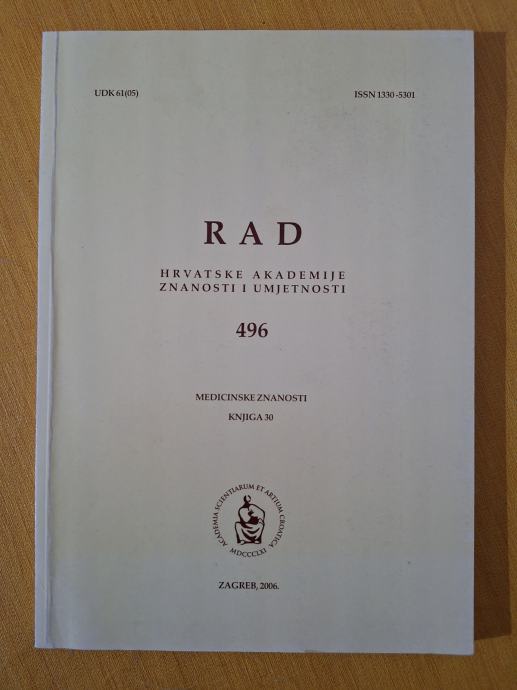 UDK 61(05)
ISSN 1330-5301
RAD
HRVATSKE AKADEMIJE
ZNANOSTI I UMJETNOSTI
496
MEDICINSKE ZNANOSTI
KNJIGA 30
ACADEMIA SCIENTIARUM ET ARTIUM CROATICA
MDCCCLXI
ZAGREB, 2006.